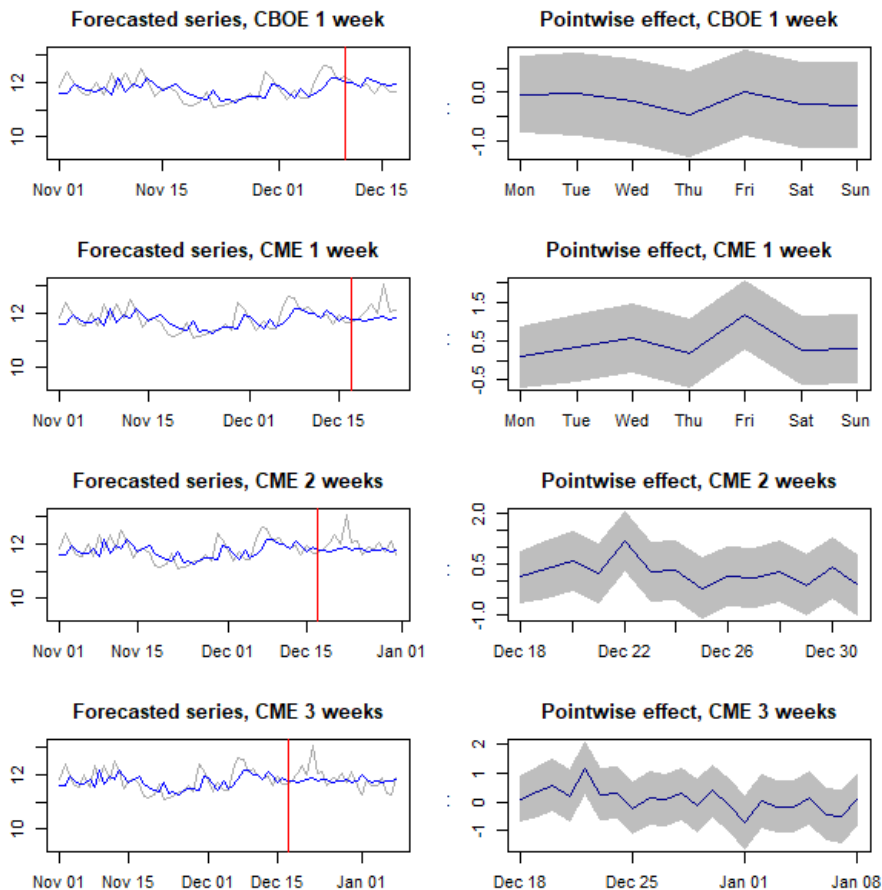 Forecasted series, CBOE 1 week
12
10
Nov 01 Nov 15 Dec 01 Dec 15
Pointwise effect, CBOE 1 week
0.0
-1.0
Mon Tue Wed Thu Fri Sat Sun
Forecasted series, CME 1 week
12
10
Nov 01 Nov 15 Dec 01 Dec 15
Pointwise effect, CME 1 week
1.5
0.5
-0.5
Mon Tue Wed Thu Fri Sat Sun
Forecasted series, CME 2 weeks
12
10
Nov 01 Nov 15 Dec 01 Dec 15 Jan 01
Pointwise effect, CME 2 weeks
2.0
0.5
-1.0
Dec 18 Dec 22 Dec 26 Dec 30
Forecasted series, CME 3 weeks
12
10
Nov 01 Nov 15 Dec 01 Dec 15 Jan 01
Pointwise effect, CME 3 weeks
2
1
0
-1
Dec 18 Dec 25 Jan 01 Jan 08